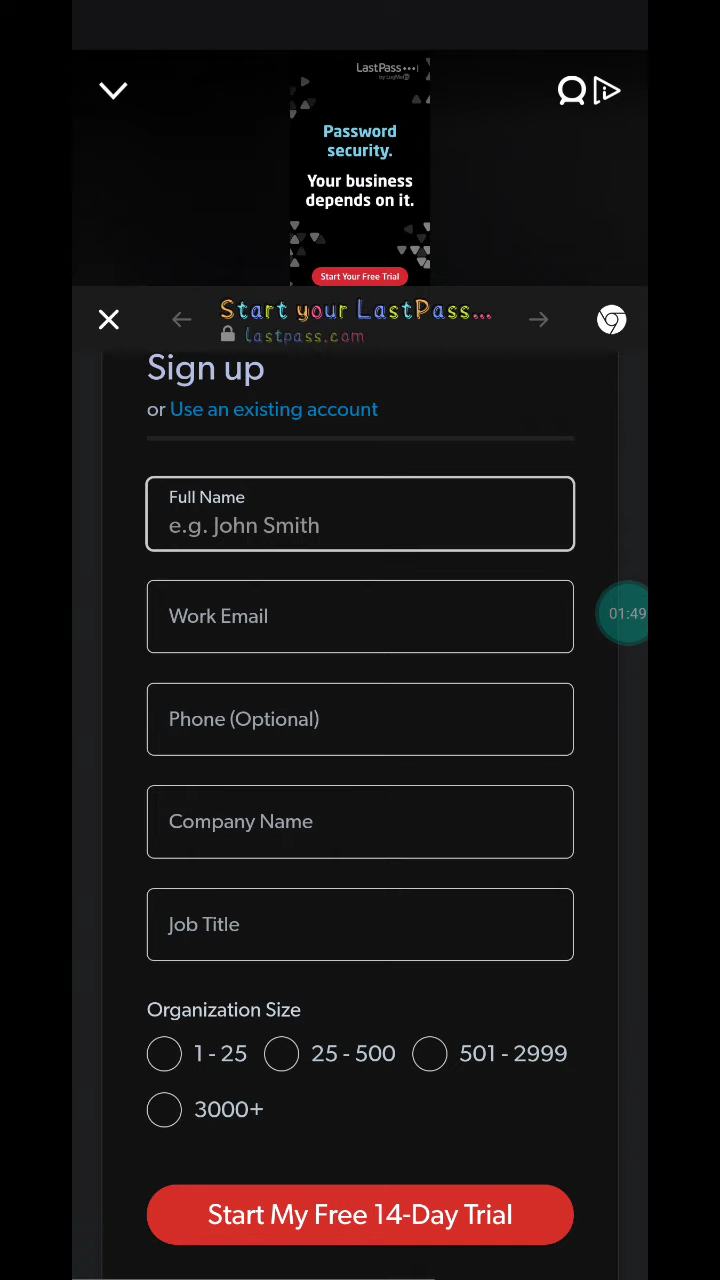 LastPass •••|
by LogMeIn
Password
security.
Your business
depends on it.
Start Your Free Trial
Start your LastPass...
lastpass.com
Sign up
or Use an existing account
Full Name
e.g. John Smith
Work Email
01:49
Phone (Optional)
Company Name
Job Title
Organization Size
1 - 25
25 - 500
501 - 2999
3000+
Start My Free 14-Day Trial